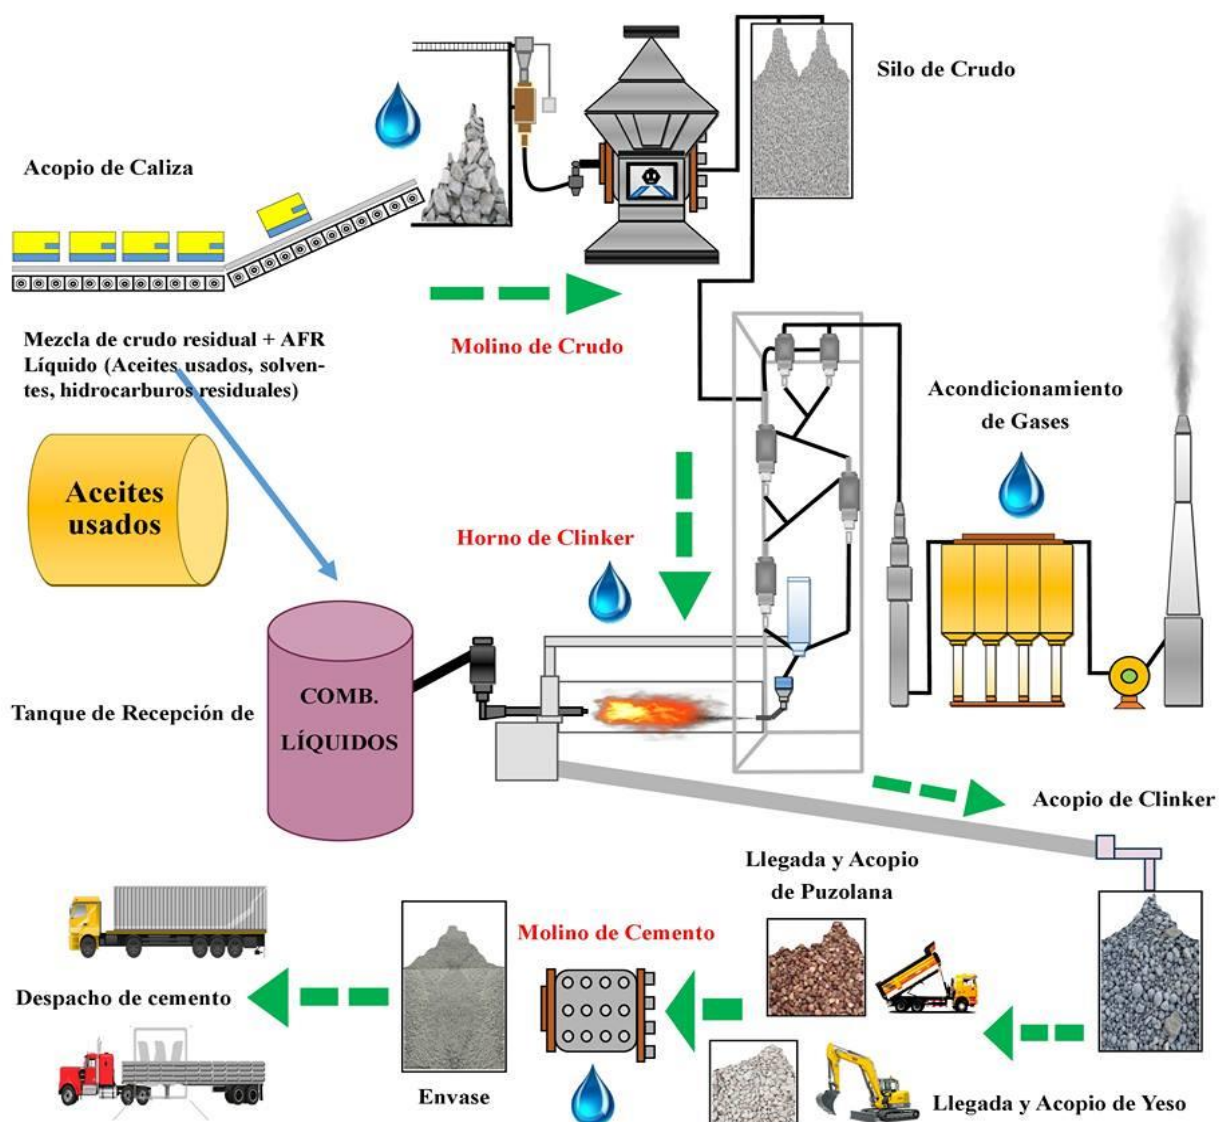 Silo de Crudo
Acopio de Caliza
Molino de Crudo
Mezcla de crudo residual + AFR
Líquido (Aceites usados, solven-
tes, hidrocarburos residuales)
Acondicionamiento
de Gases
Aceites
usados
Horno de Clinker
COMB.
LÍQUIDOS
Tanque de Recepción de
Acopio de Clinker
Llegada y Acopio
de Puzolana
Molino de Cemento
Despacho de cemento
Envase
Llegada y Acopio de Yeso